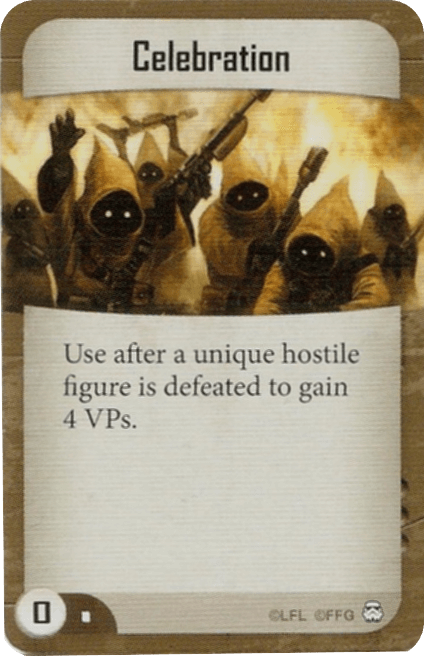 Celebration
Use after a unique hostile
figure is defeated to gain
4 VPs.
0
©LFL ©FFG